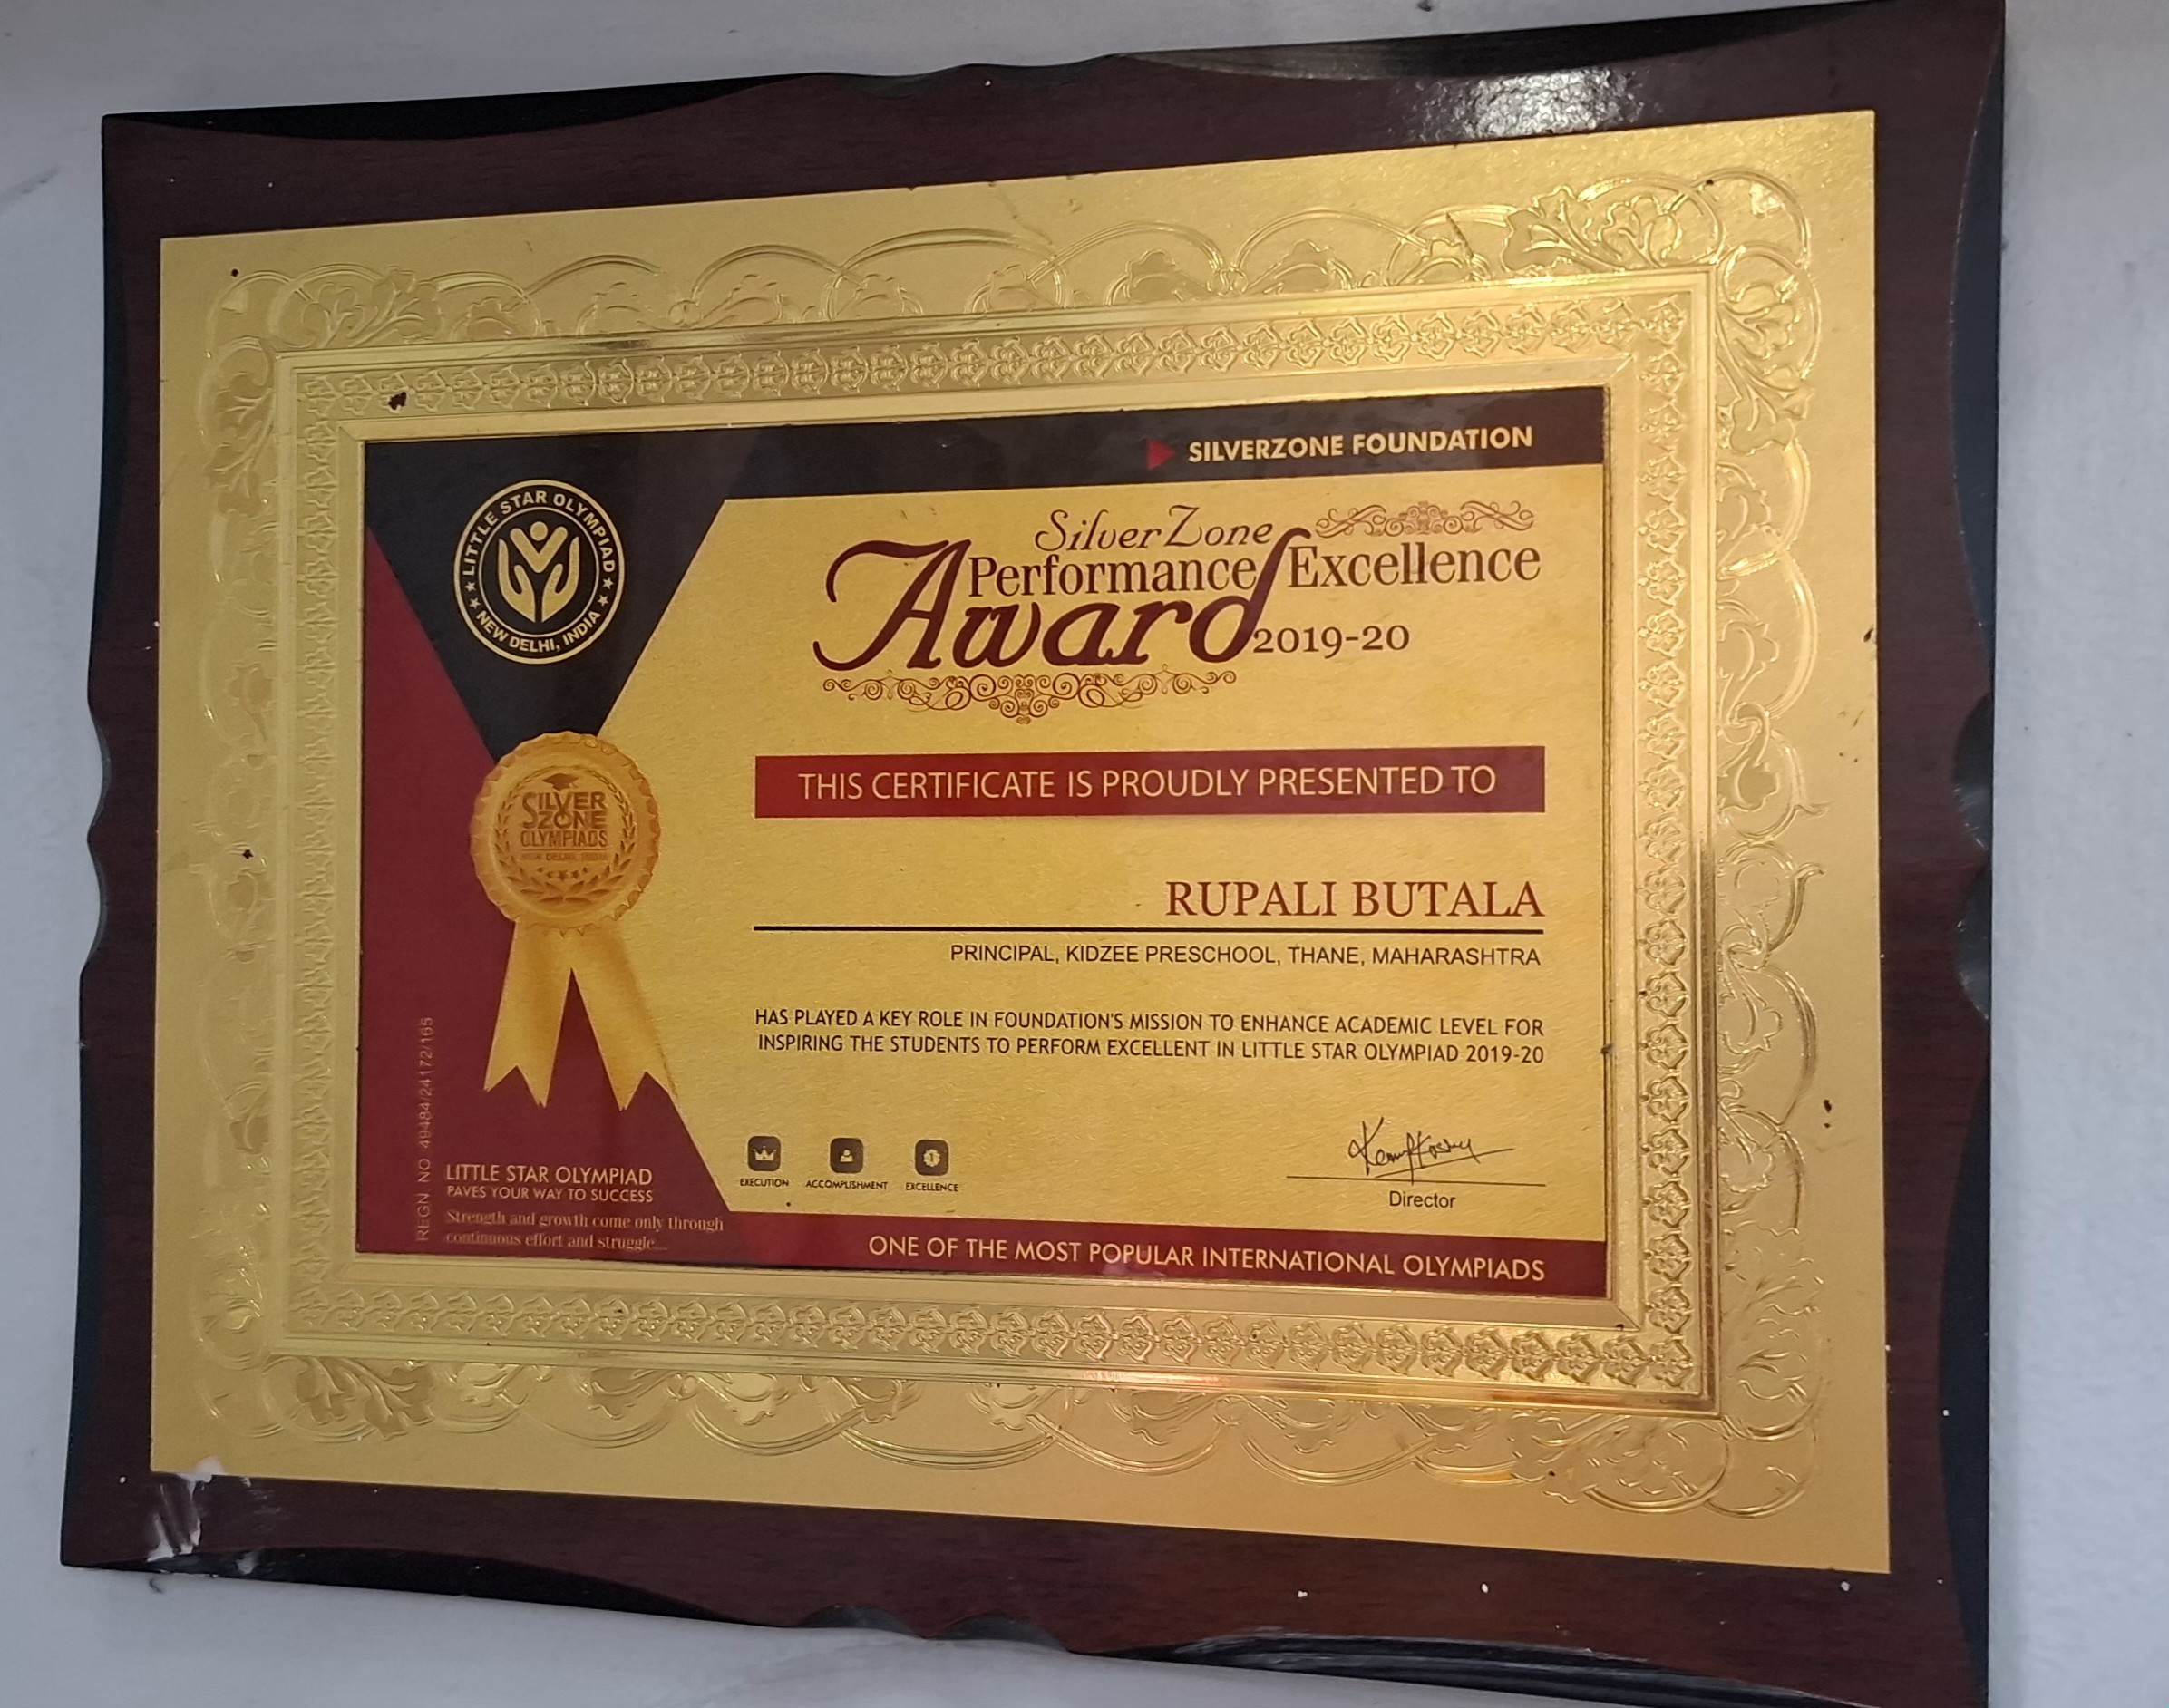 SILVERZONE FOUNDATION
LITTLE STAR OLYMPIAD
NEW DELHI, INDIA
SilverZone
Performance Excellence
Award 2019-20
THIS CERTIFICATE IS PROUDLY PRESENTED TO
SILVER
ZONE
OLYMPIADS
NEW DELHI, INDIA
RUPALI BUTALA
PRINCIPAL, KIDZEE PRESCHOOL, THANE, MAHARASHTRA
HAS PLAYED A KEY ROLE IN FOUNDATION'S MISSION TO ENHANCE ACADEMIC LEVEL FOR
INSPIRING THE STUDENTS TO PERFORM EXCELLENT IN LITTLE STAR OLYMPIAD 2019-20
REGN. NO 49484/24172/165
EXECUTION ACCOMPLISHMENT EXCELLENCE
Director
LITTLE STAR OLYMPIAD
PAVES YOUR WAY TO SUCCESS
Strength and growth come only through
continuous effort and struggle...
ONE OF THE MOST POPULAR INTERNATIONAL OLYMPIADS